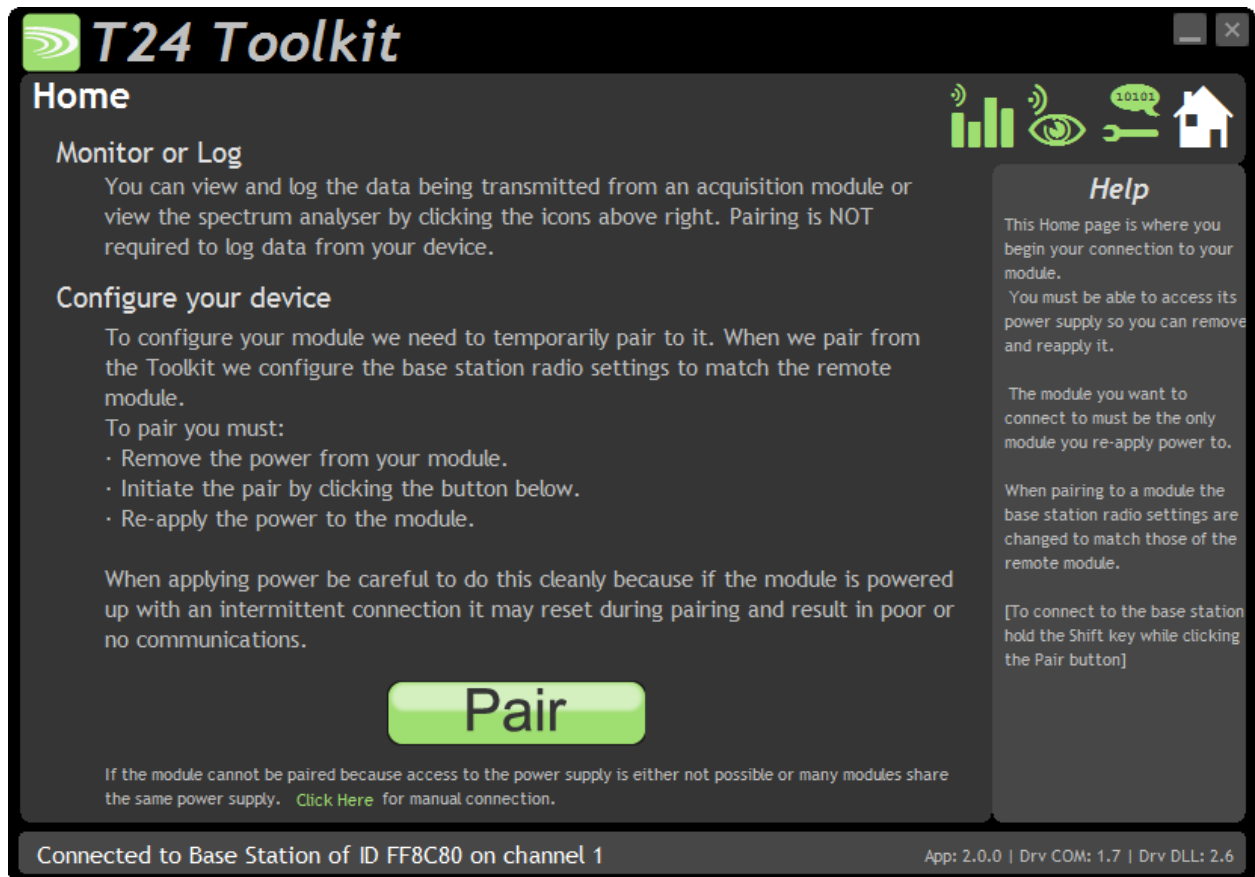 T24 Toolkit
Home
10101
Monitor or Log
You can view and log the data being transmitted from an acquisition module or
view the spectrum analyser by clicking the icons above right. Pairing is NOT
required to log data from your device.
Configure your device
To configure your module we need to temporarily pair to it. When we pair from
the Toolkit we configure the base station radio settings to match the remote
module.
To pair you must:
· Remove the power from your module.
· Initiate the pair by clicking the button below.
· Re-apply the power to the module.
When applying power be careful to do this cleanly because if the module is powered
up with an intermittent connection it may reset during pairing and result in poor or
no communications.
Pair
If the module cannot be paired because access to the power supply is either not possible or many modules share
the same power supply. Click Here for manual connection.
Help
This Home page is where you
begin your connection to your
module.
You must be able to access its
power supply so you can remove
and reapply it.
The module you want to
connect to must be the only
module you re-apply power to.
When pairing to a module the
base station radio settings are
changed to match those of the
remote module.
[To connect to the base station
hold the Shift key while clicking
the Pair button]
Connected to Base Station of ID FF8C80 on channel 1
App: 2.0.0 | Drv COM: 1.7 | Drv DLL: 2.6